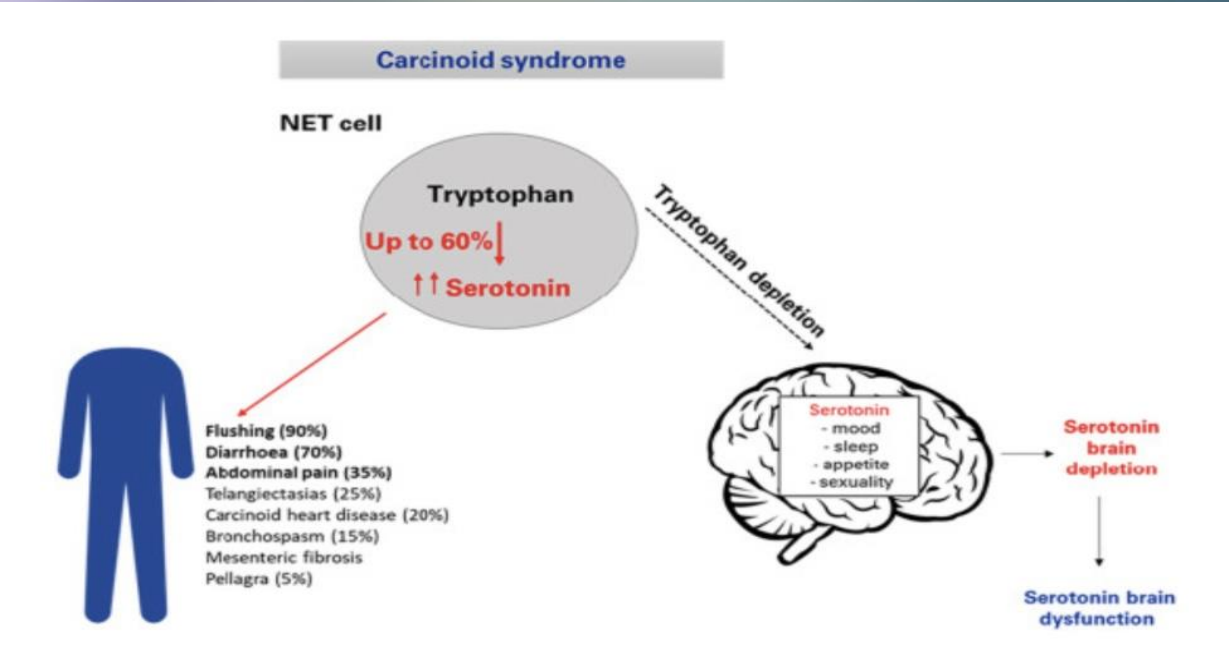 Carcinoid syndrome
NET cell
Tryptophan
Up to 60%
↑↑ Serotonin
Tryptophan depletion
Flushing (90%)
Diarrhoea (70%)
Abdominal pain (35%)
Telangiectasias (25%)
Carcinoid heart disease (20%)
Bronchospasm (15%)
Mesenteric fibrosis
Pellagra (5%)
Serotonin
- mood
- sleep
- appetite
- sexuality
Serotonin
brain
depletion
Serotonin brain
dysfunction